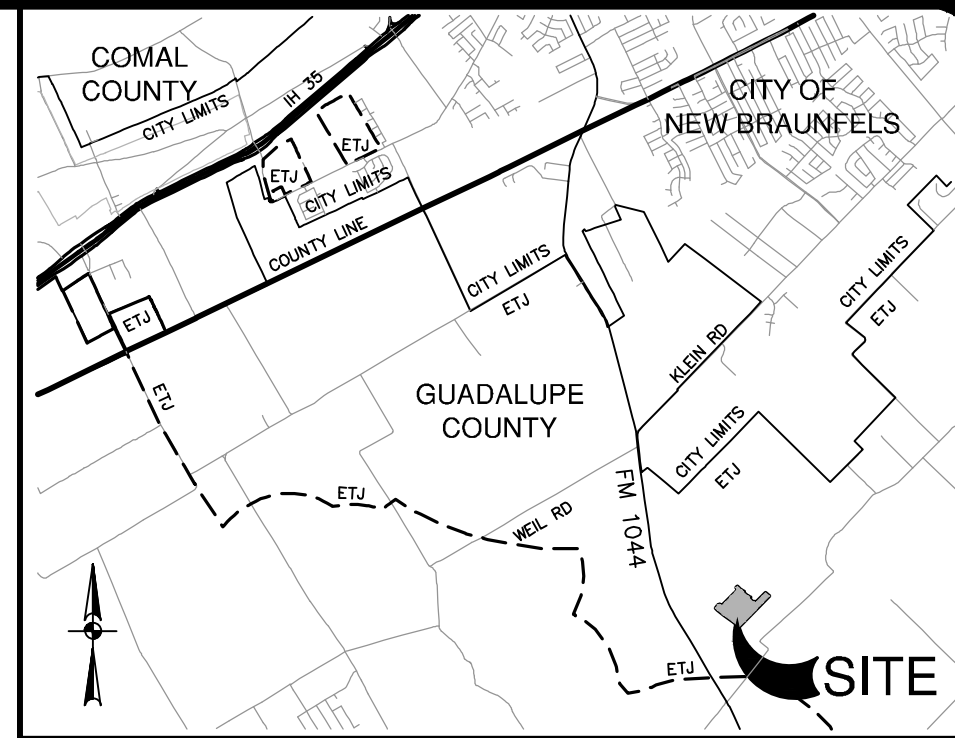 COMAL
COUNTY
CITY LIMITS
IH 35
CITY OF
NEW BRAUNFELS
ETJ
ETJ
CITY LIMITS
COUNTY LINE
CITY LIMITS
ETJ
CITY LIMITS
ETJ
ETJ
ETJ
KLEIN RD
GUADALUPE
COUNTY
CITY LIMITS
ETJ
ETJ
WEIL RD
FM 1044
ETJ
SITE